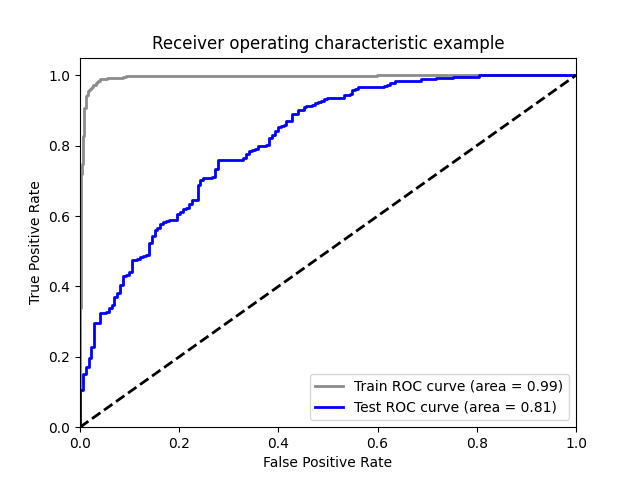 Receiver operating characteristic example
1.0
0.8
0.6
0.4
0.2
0.0
True Positive Rate
Train ROC curve (area = 0.99)
Test ROC curve (area = 0.81)
0.0 0.2 0.4 0.6 0.8 1.0
False Positive Rate